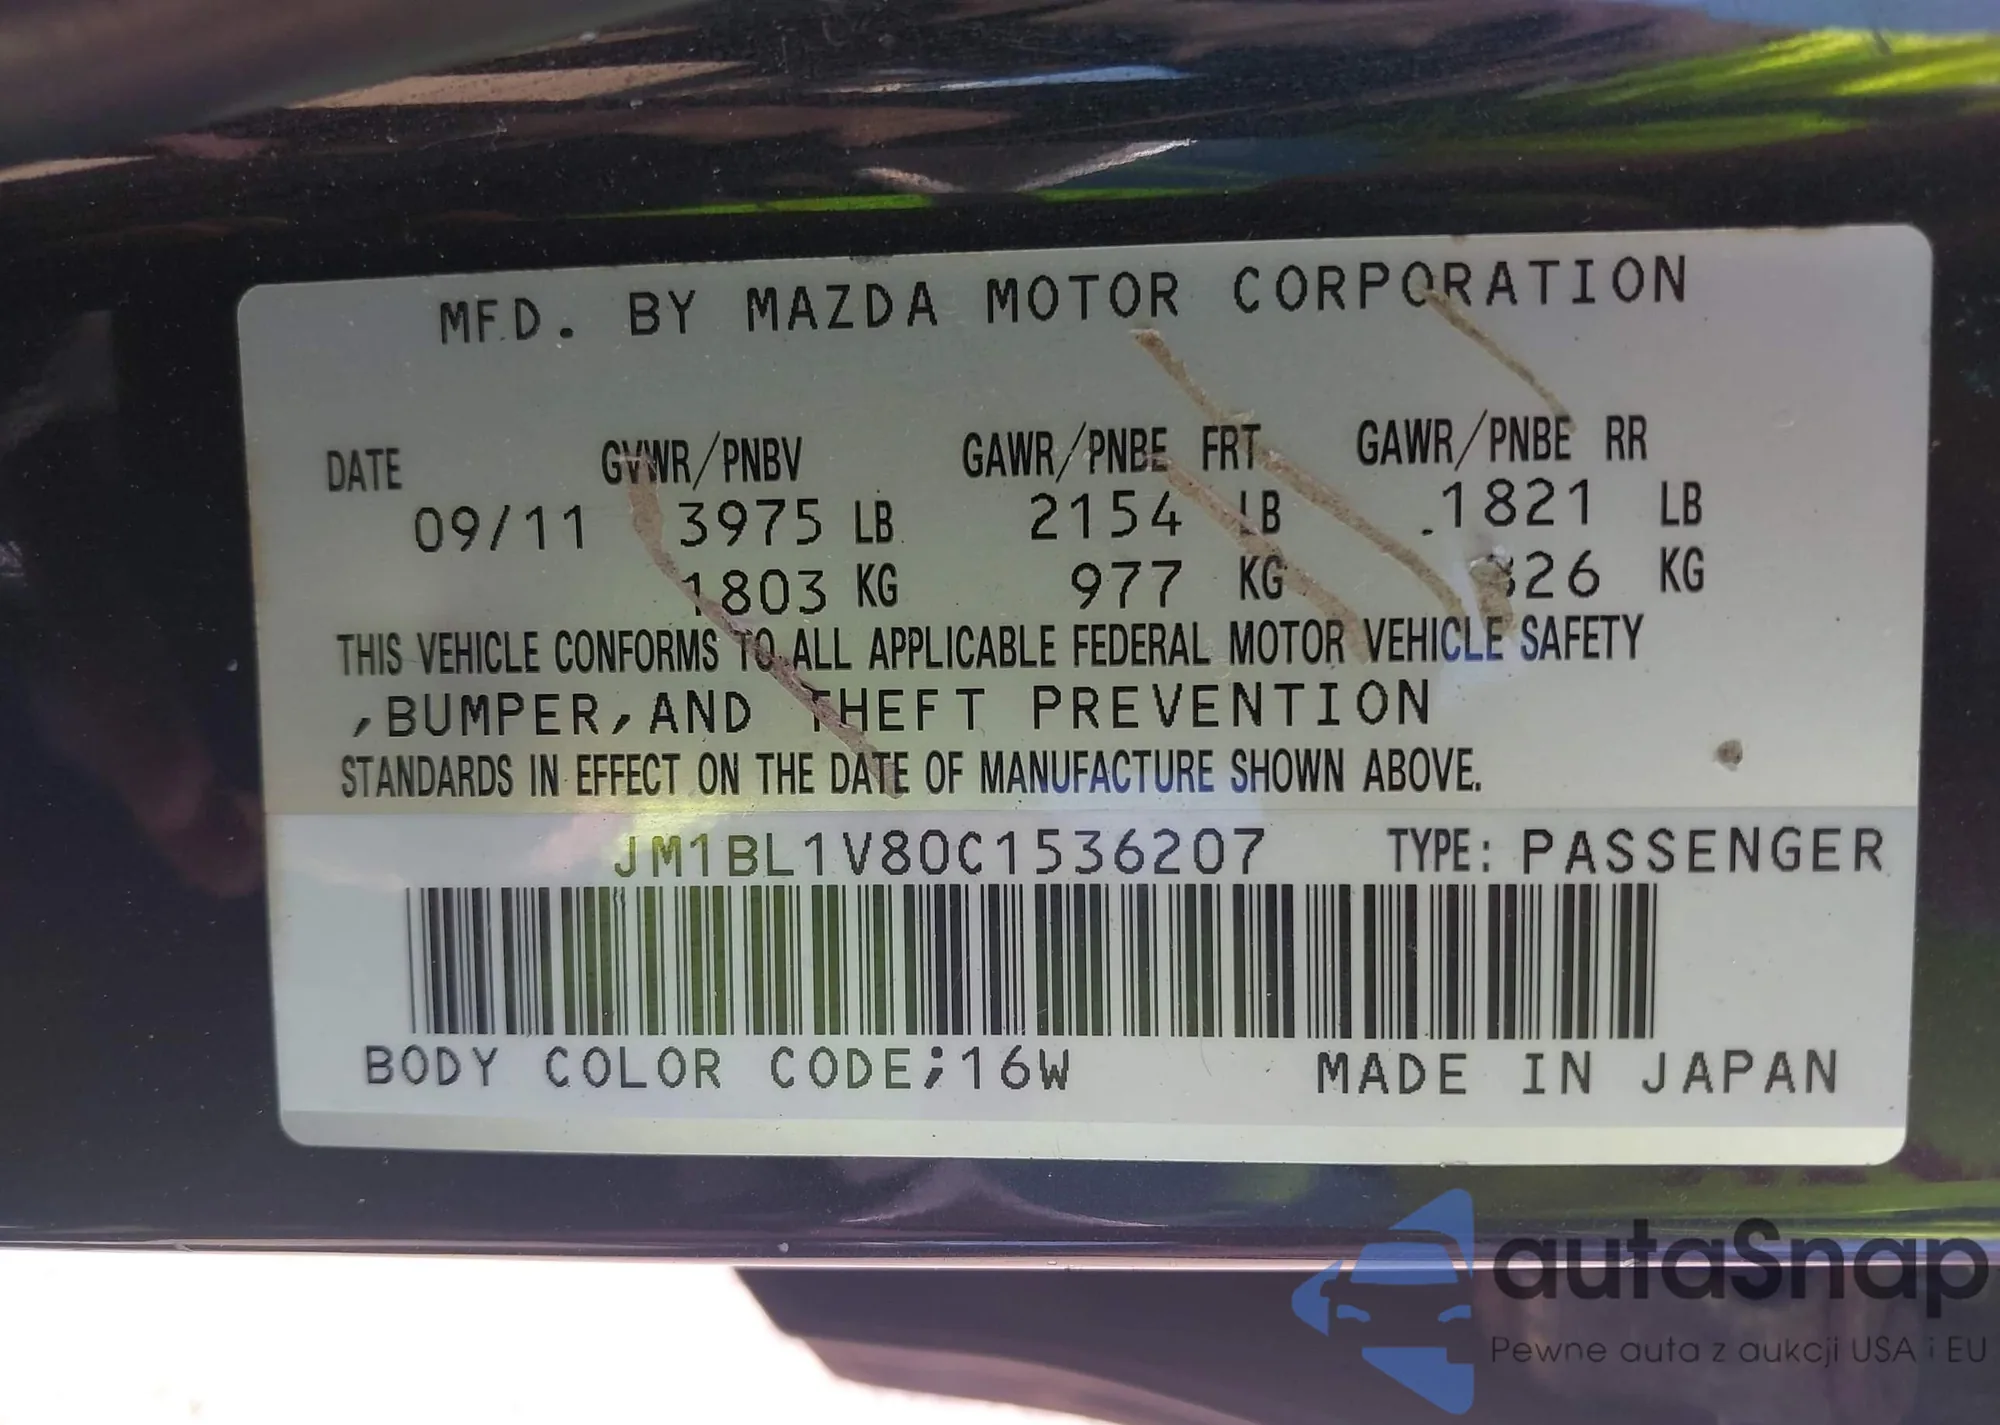 MFD. BY MAZDA MOTOR CORPORATION
DATE GVWR/PNBV GAWR/PNBE FRT GAWR/PNBE RR
09/11 3975 LB 2154 LB 1821 LB
1803 KG 977 KG 826 KG
THIS VEHICLE CONFORMS TO ALL APPLICABLE FEDERAL MOTOR VEHICLE SAFETY
,BUMPER,AND THEFT PREVENTION
STANDARDS IN EFFECT ON THE DATE OF MANUFACTURE SHOWN ABOVE.
JM1BL1V80C1536207 TYPE: PASSENGER
BODY COLOR CODE;16W MADE IN JAPAN
autaSnap
Pewne auta z aukcji USA i EU